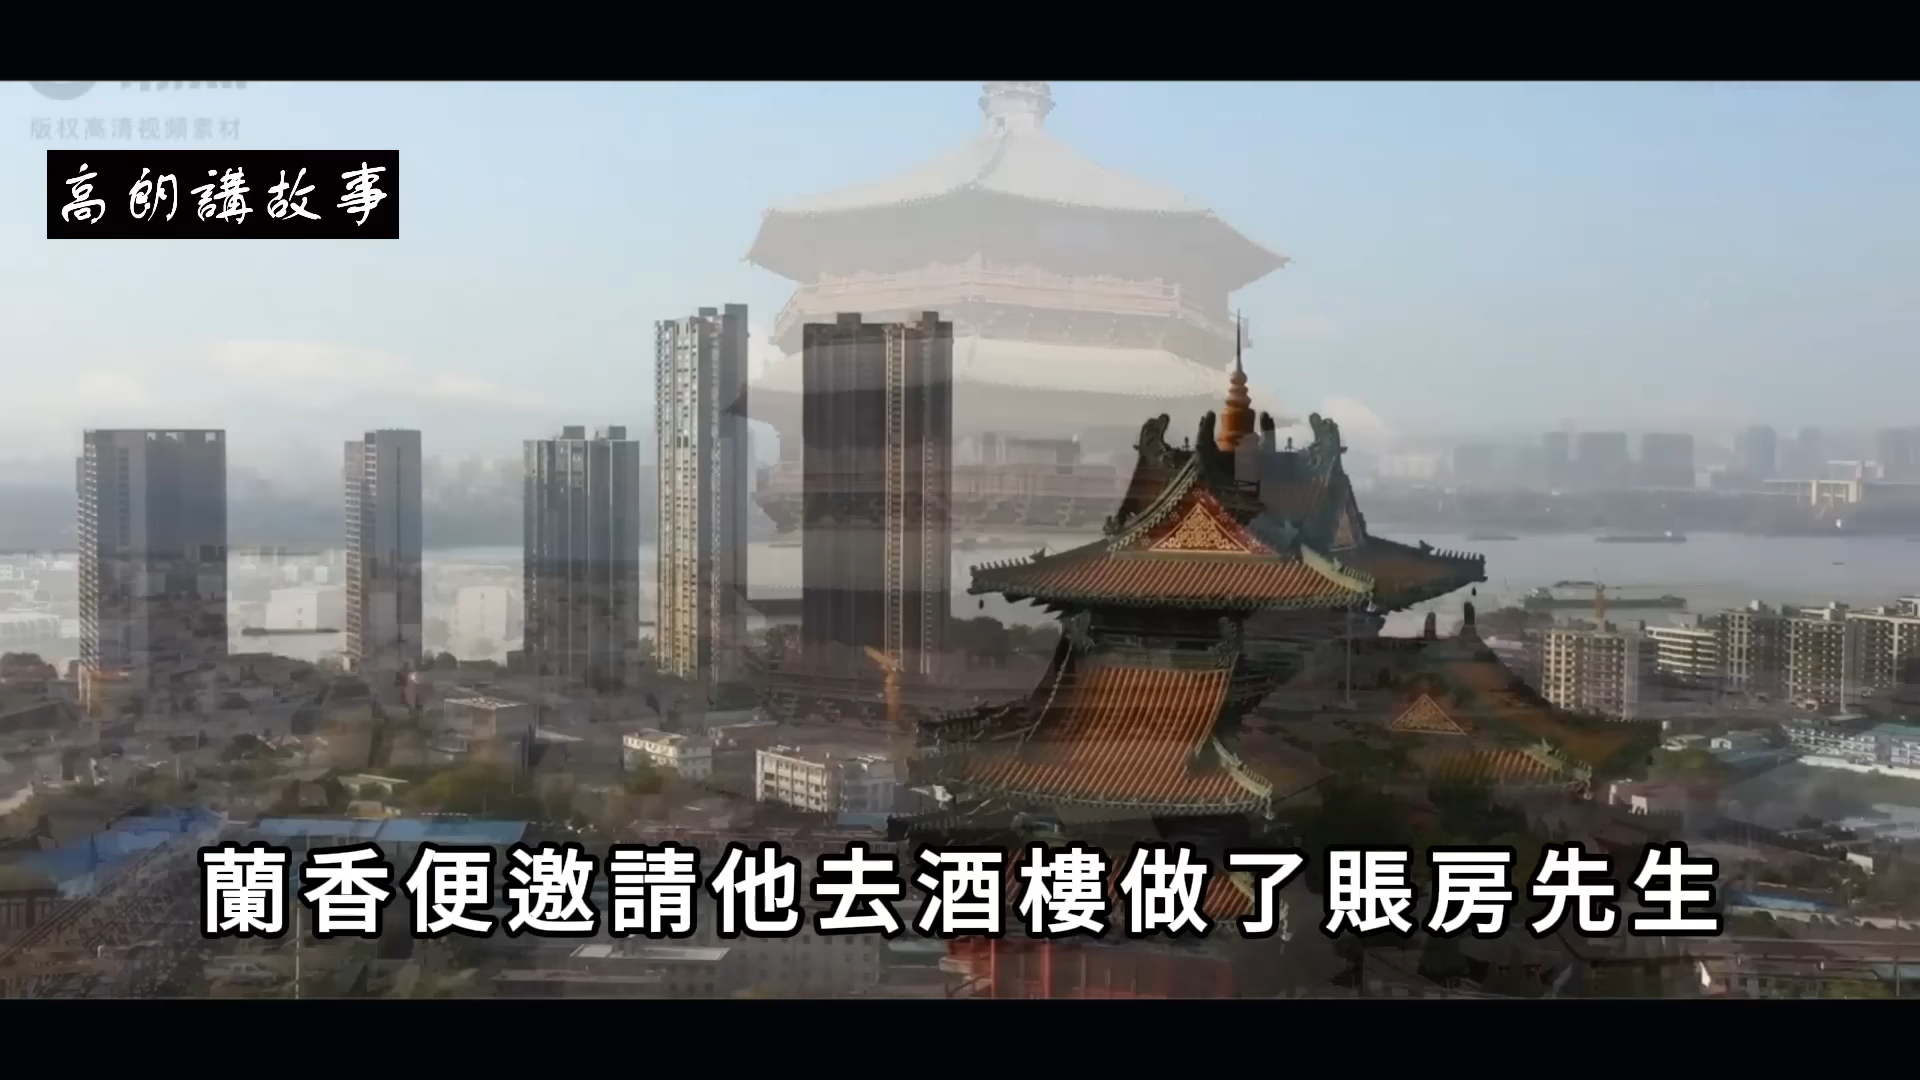 版权高清视频素材
高朗講故事
蘭香便邀請他去酒樓做了賬房先生